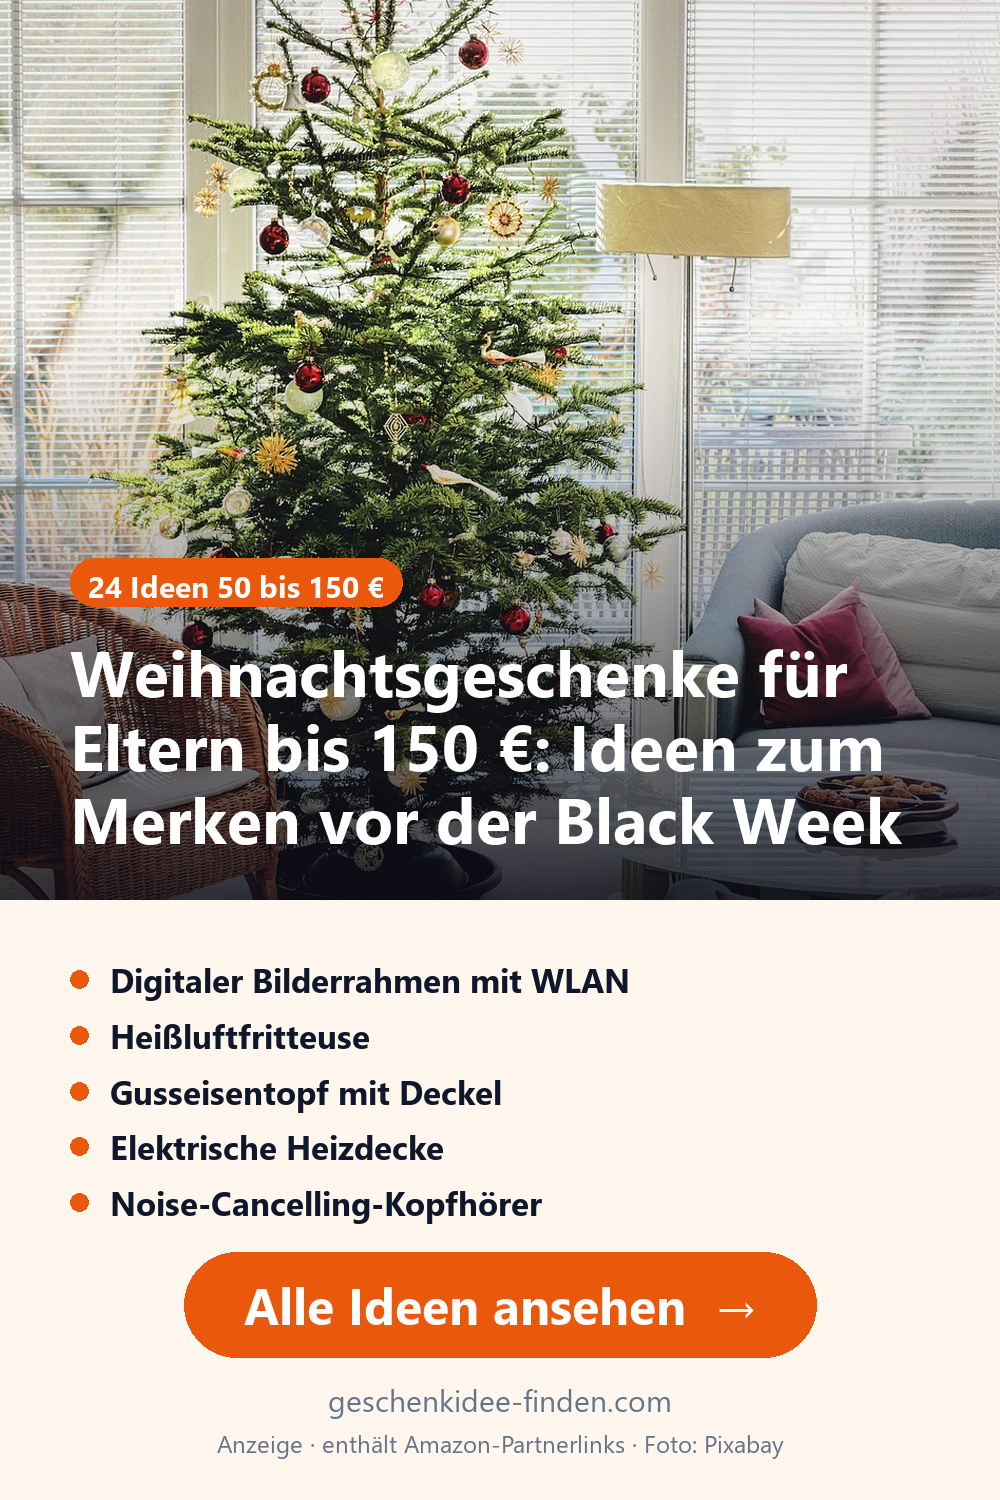 24 Ideen 50 bis 150 €
Weihnachtsgeschenke für
Eltern bis 150 €: Ideen zum
Merken vor der Black Week
Digitaler Bilderrahmen mit WLAN
Heißluftfritteuse
Gusseisentopf mit Deckel
Elektrische Heizdecke
Noise-Cancelling-Kopfhörer
Alle Ideen ansehen →
geschenkidee-finden.com
Anzeige · enthält Amazon-Partnerlinks · Foto: Pixabay